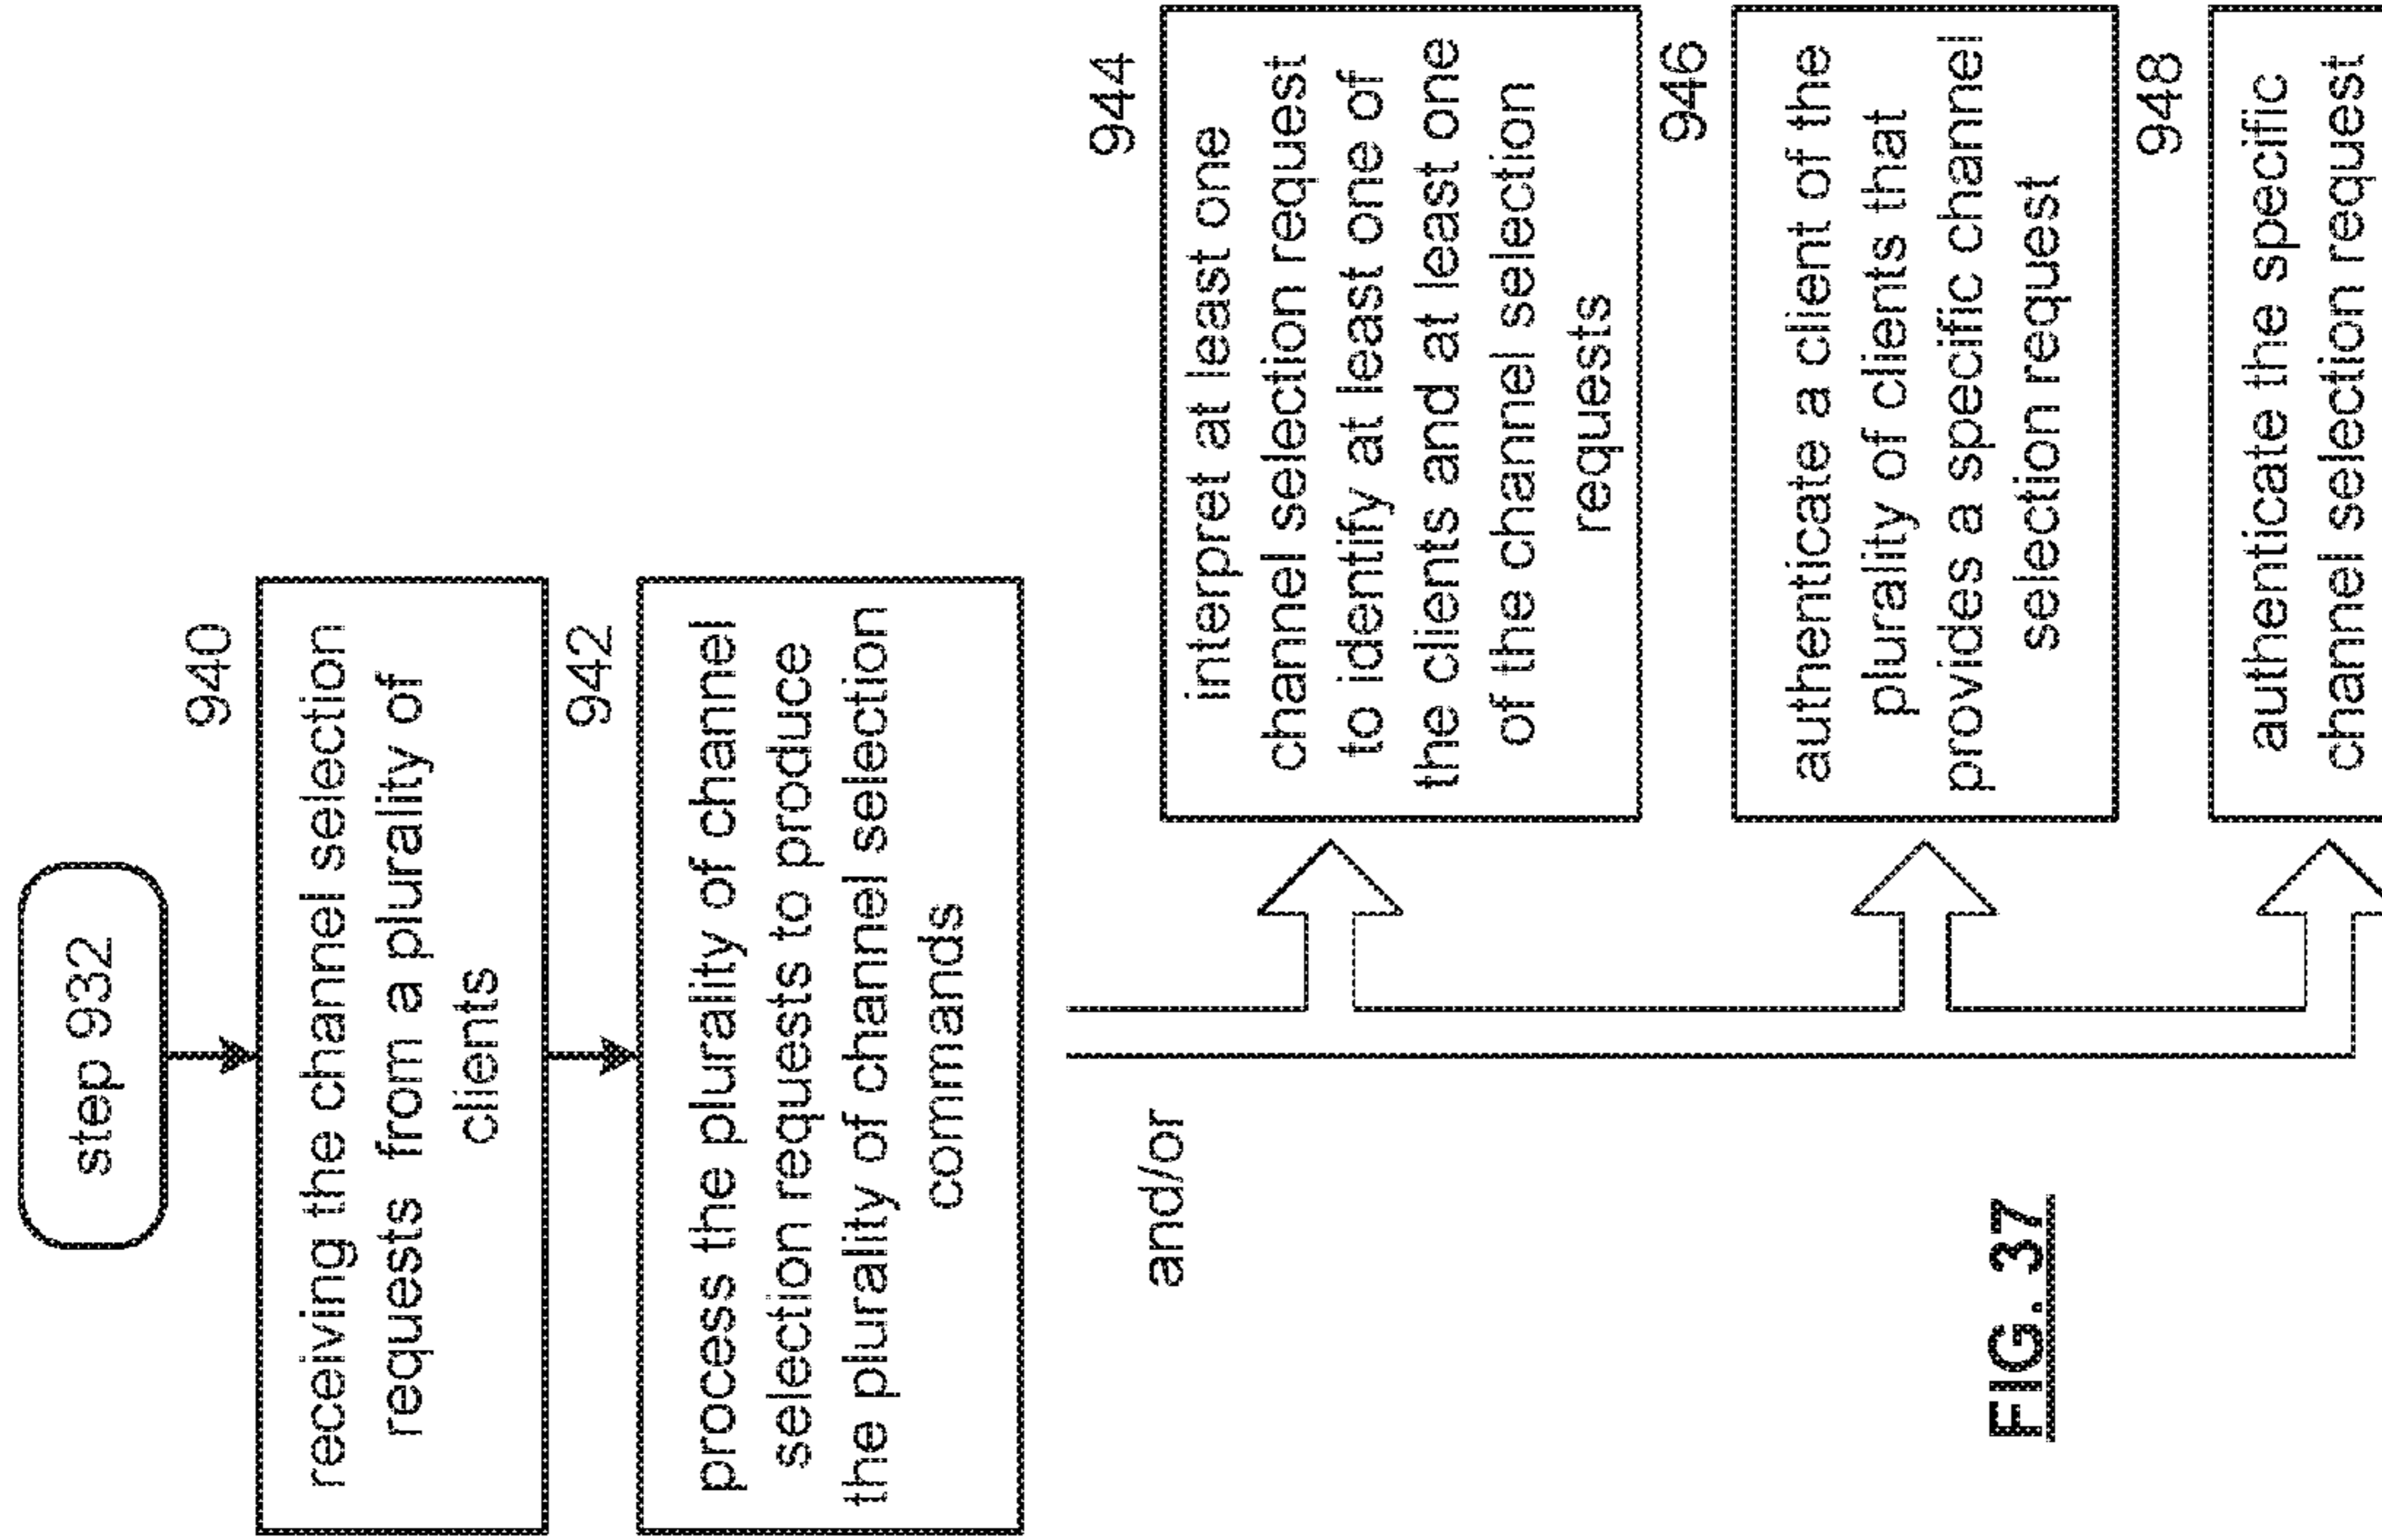 step 932
940
receiving the channel selection
requests from a plurality of
clients
942
process the plurality of channel
selection requests to produce
the plurality of channel selection
commands
and/or
944
interpret at least one
channel selection request
to identify at least one of
the clients and at least one
of the channel selection
requests
946
authenticate a client of the
plurality of clients that
provides a specific channel
selection request
948
authenticate the specific
channel selection request
FIG. 37